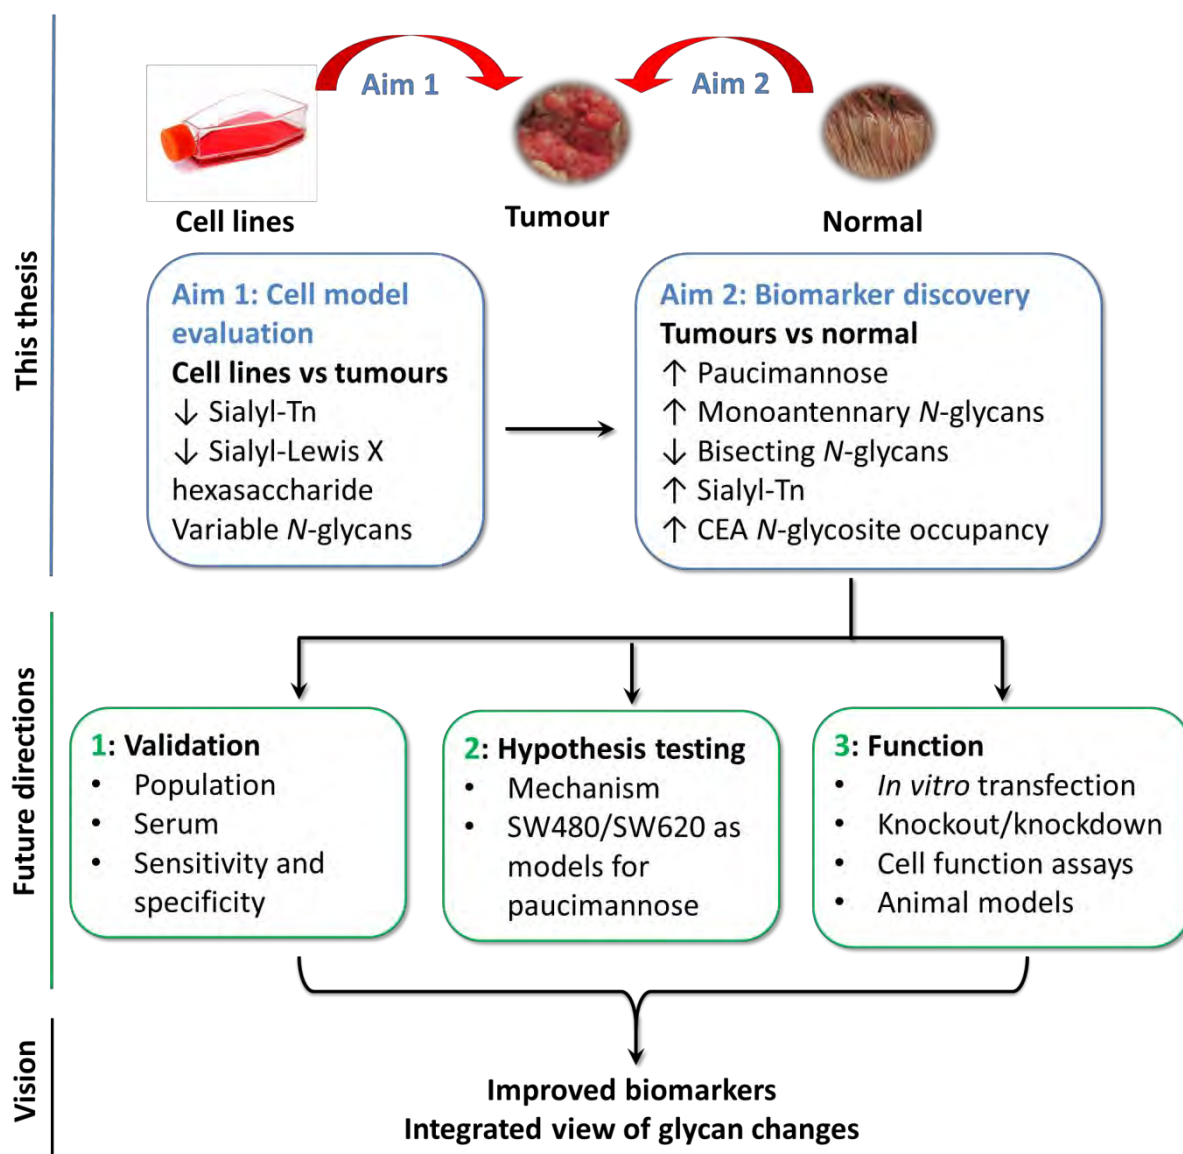 This thesis
Aim 1
Aim 2
Cell lines
Tumour
Normal
Aim 1: Cell model
evaluation
Cell lines vs tumours
↓ Sialyl-Tn
↓ Sialyl-Lewis X
hexasaccharide
Variable N-glycans
Aim 2: Biomarker discovery
Tumours vs normal
↑ Paucimannose
↑ Monoantennary N-glycans
↓ Bisecting N-glycans
↑ Sialyl-Tn
↑ CEA N-glycosite occupancy
Future directions
1: Validation
• Population
• Serum
• Sensitivity and
specificity
2: Hypothesis testing
• Mechanism
• SW480/SW620 as
models for
paucimannose
3: Function
• In vitro transfection
• Knockout/knockdown
• Cell function assays
• Animal models
Vision
Improved biomarkers
Integrated view of glycan changes